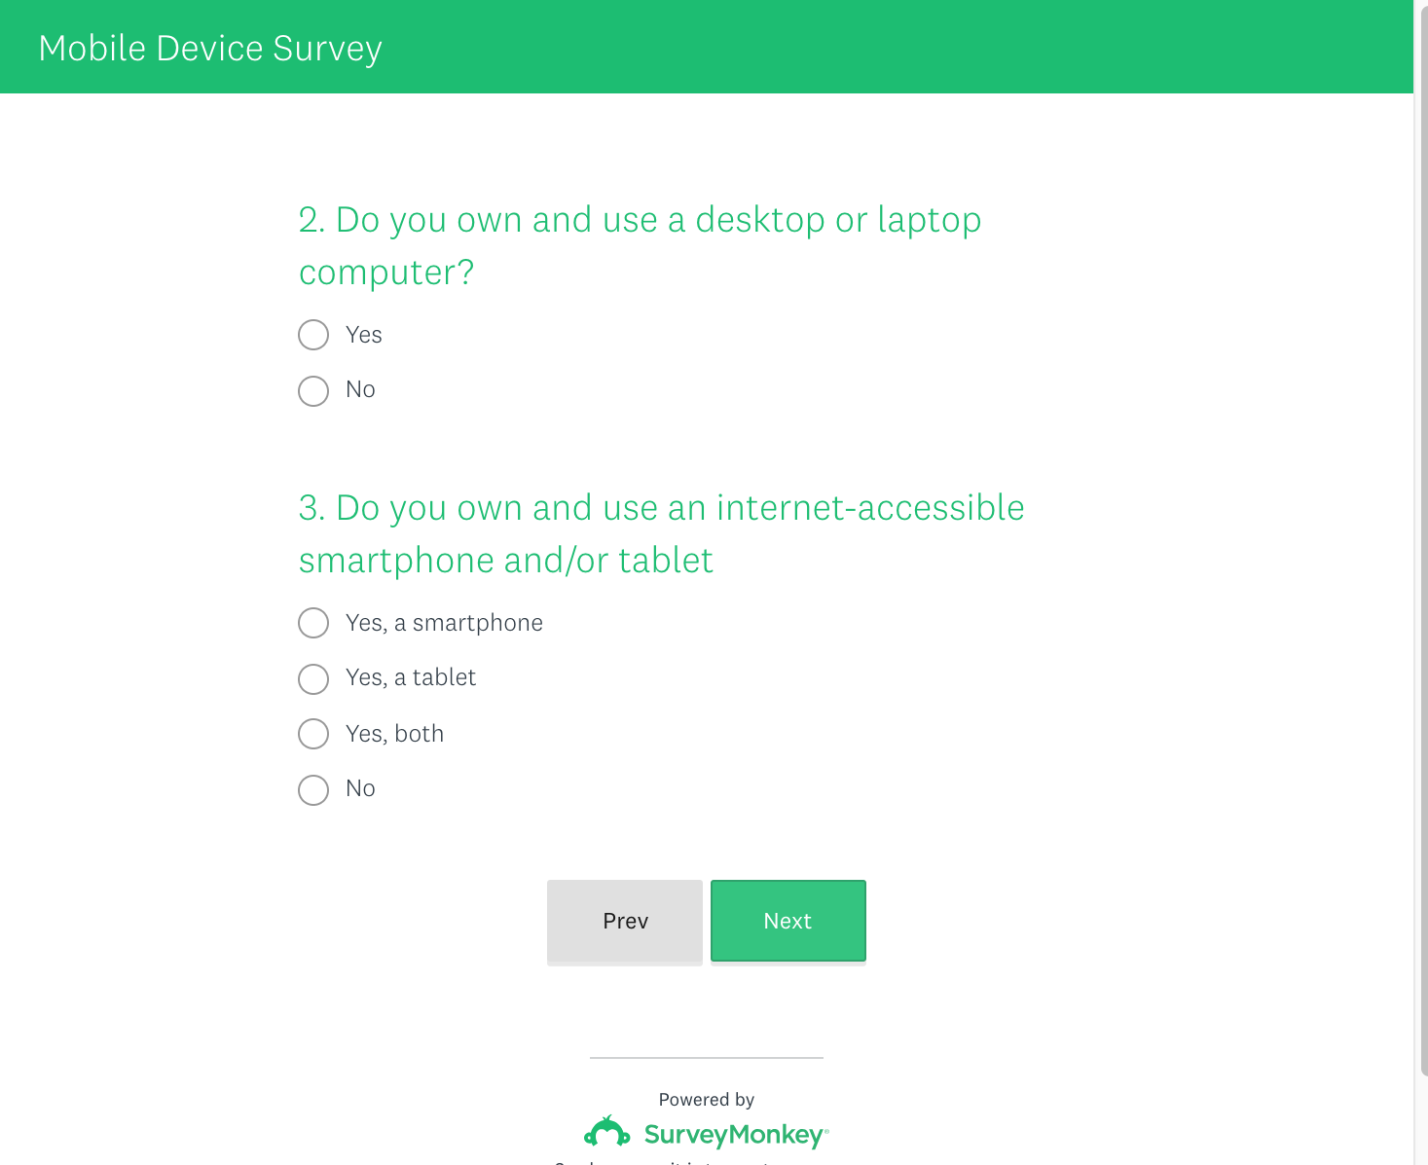 Mobile Device Survey
2. Do you own and use a desktop or laptop
computer?
Yes
No
3. Do you own and use an internet-accessible
smartphone and/or tablet
Yes, a smartphone
Yes, a tablet
Yes, both
No
Prev
Next
Powered by
SurveyMonkey